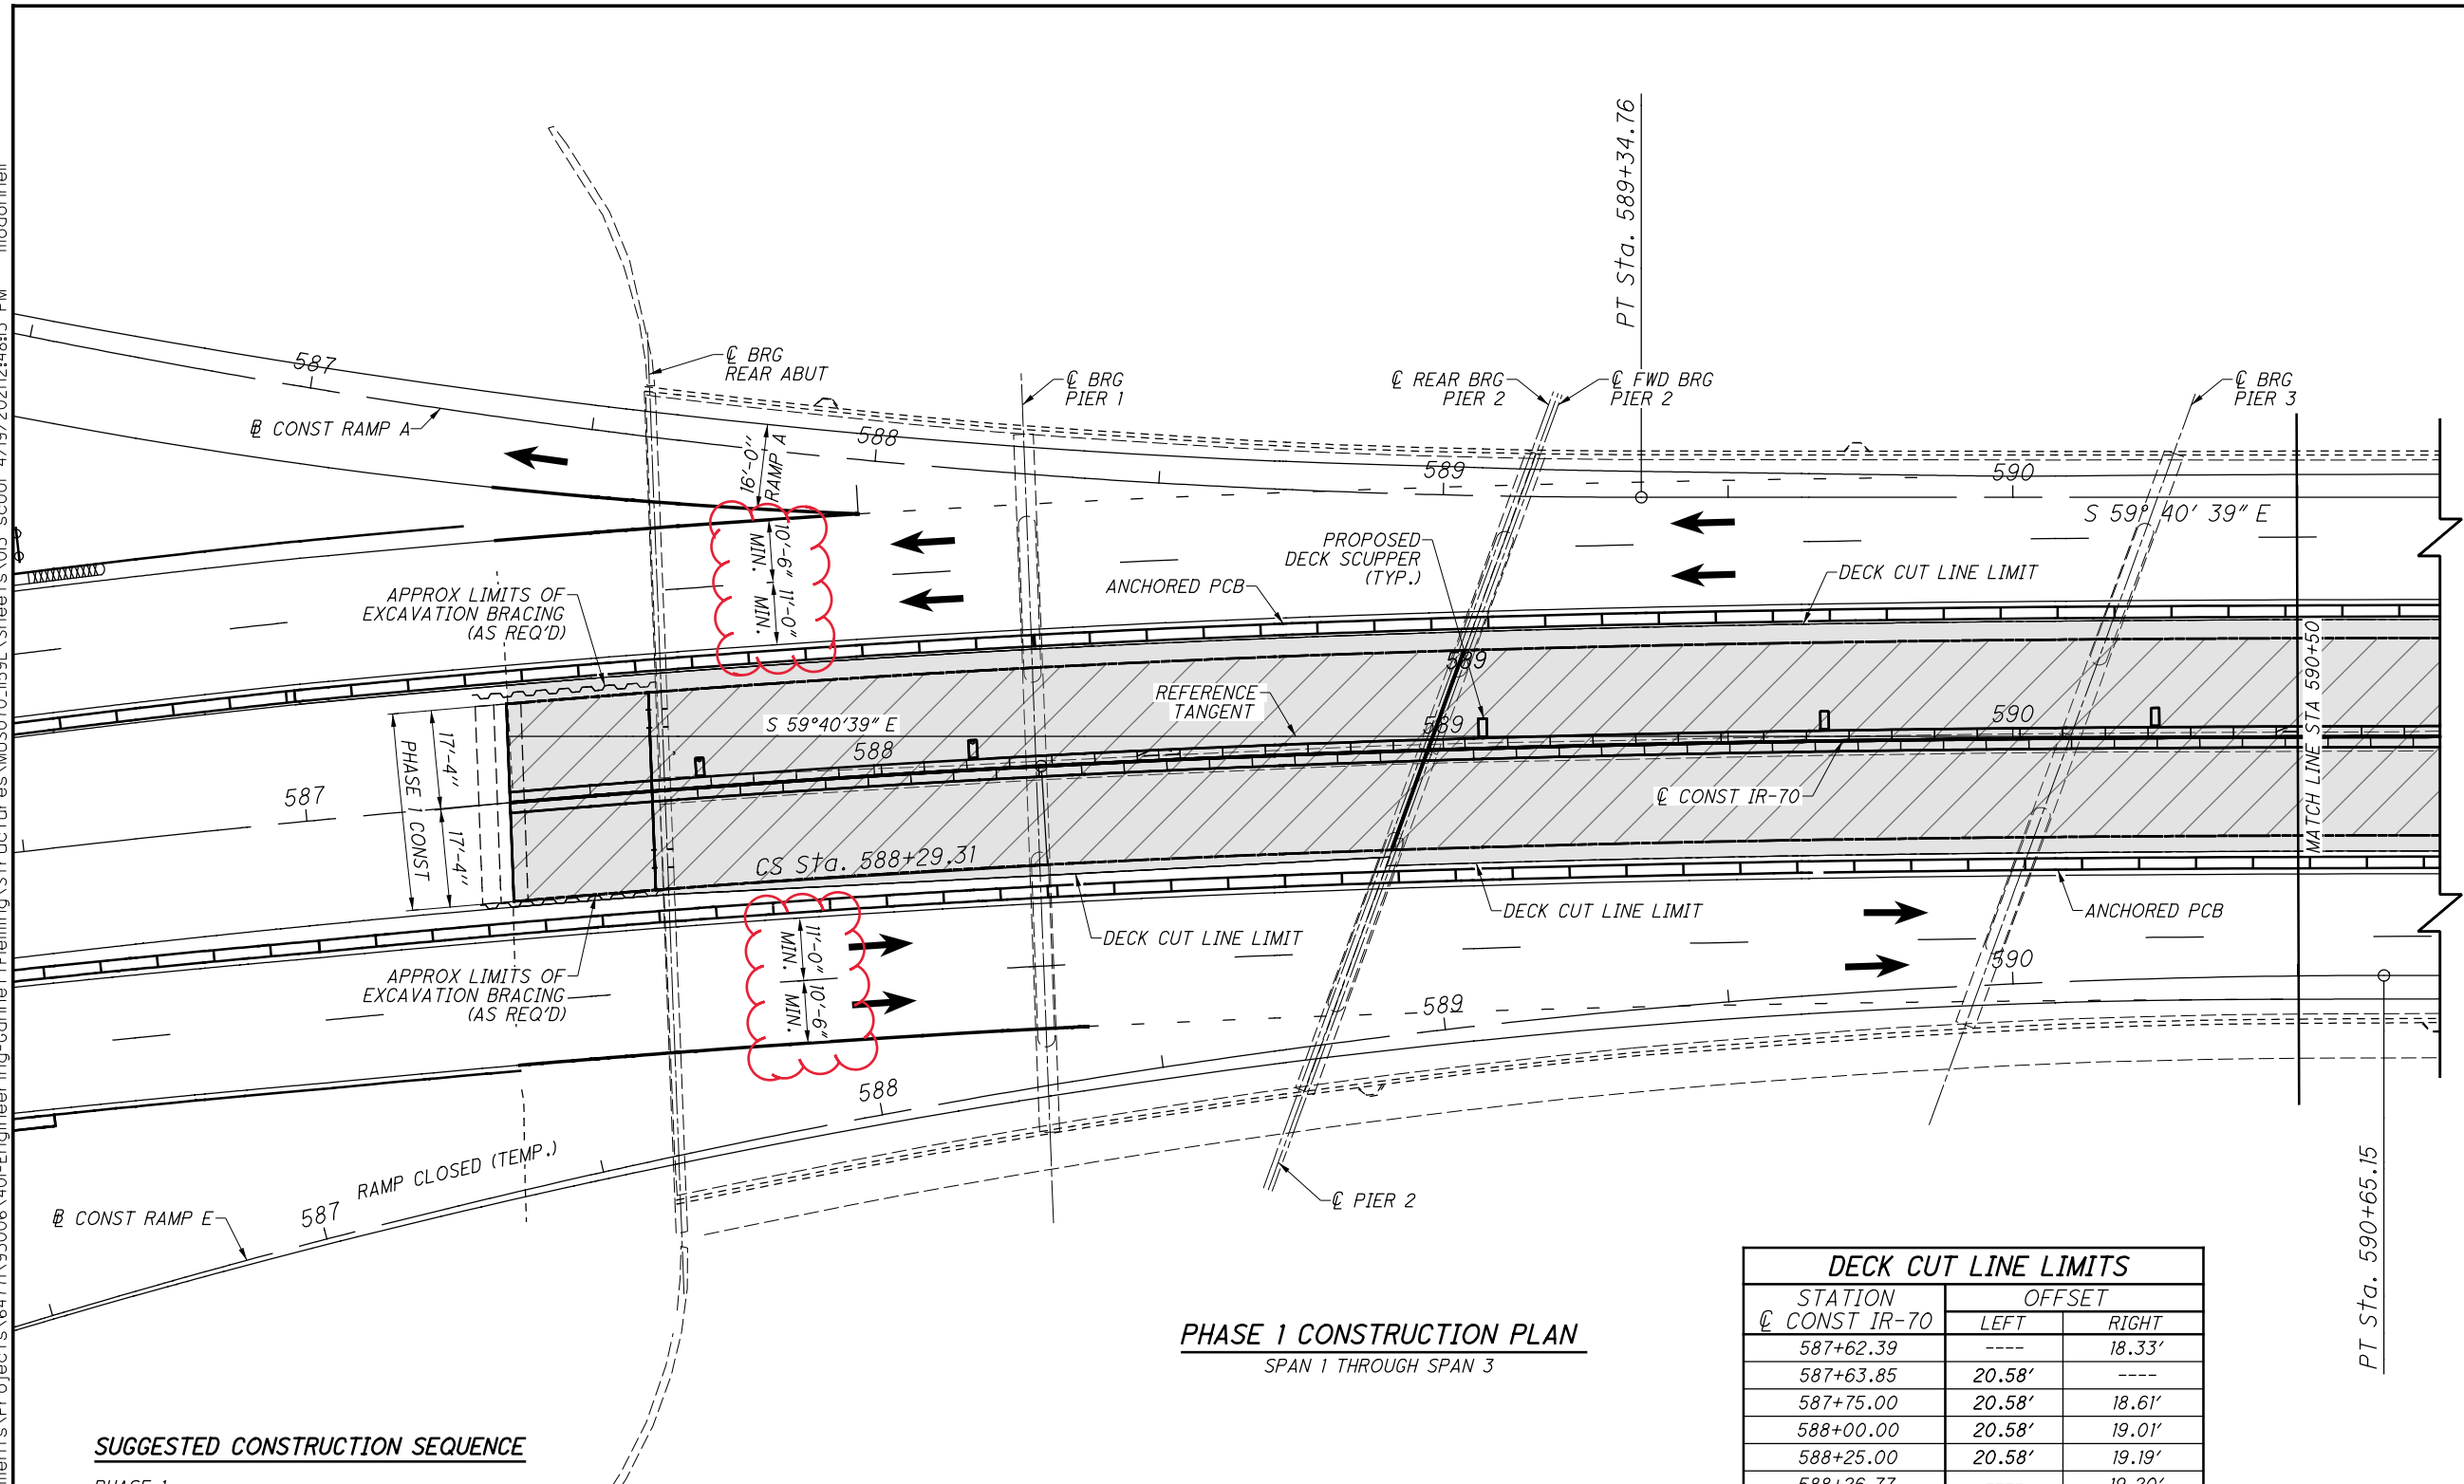 PT Sta. 589+34.76
587
℄ BRG
REAR ABUT
℄ BRG
PIER 1
℄ REAR BRG
PIER 2
℄ FWD BRG
PIER 2
℄ BRG
PIER 3
BL CONST RAMP A
16'-0"
RAMP A
588
589
590
S 59° 40' 39" E
10'-6"
MIN.
11'-0"
MIN.
PROPOSED
DECK SCUPPER
(TYP.)
ANCHORED PCB
DECK CUT LINE LIMIT
APPROX LIMITS OF
EXCAVATION BRACING
(AS REQ'D)
MATCH LINE STA 590+50
589
REFERENCE
TANGENT
S 59°40'39" E
588
589
590
PHASE 1 CONST
17'-4"
17'-4"
587
℄ CONST IR-70
CS Sta. 588+29.31
DECK CUT LINE LIMIT
DECK CUT LINE LIMIT
ANCHORED PCB
11'-0"
MIN.
10'-6"
MIN.
APPROX LIMITS OF
EXCAVATION BRACING
(AS REQ'D)
590
589
588
RAMP CLOSED (TEMP.)
587
BL CONST RAMP E
℄ PIER 2
PT Sta. 590+65.15
PHASE 1 CONSTRUCTION PLAN
SPAN 1 THROUGH SPAN 3
DECK CUT LINE LIMITS
STATION
℄ CONST IR-70
OFFSET
LEFT RIGHT
587+62.39 ---- 18.33'
587+63.85 20.58' ----
587+75.00 20.58' 18.61'
588+00.00 20.58' 19.01'
588+25.00 20.58' 19.19'
SUGGESTED CONSTRUCTION SEQUENCE